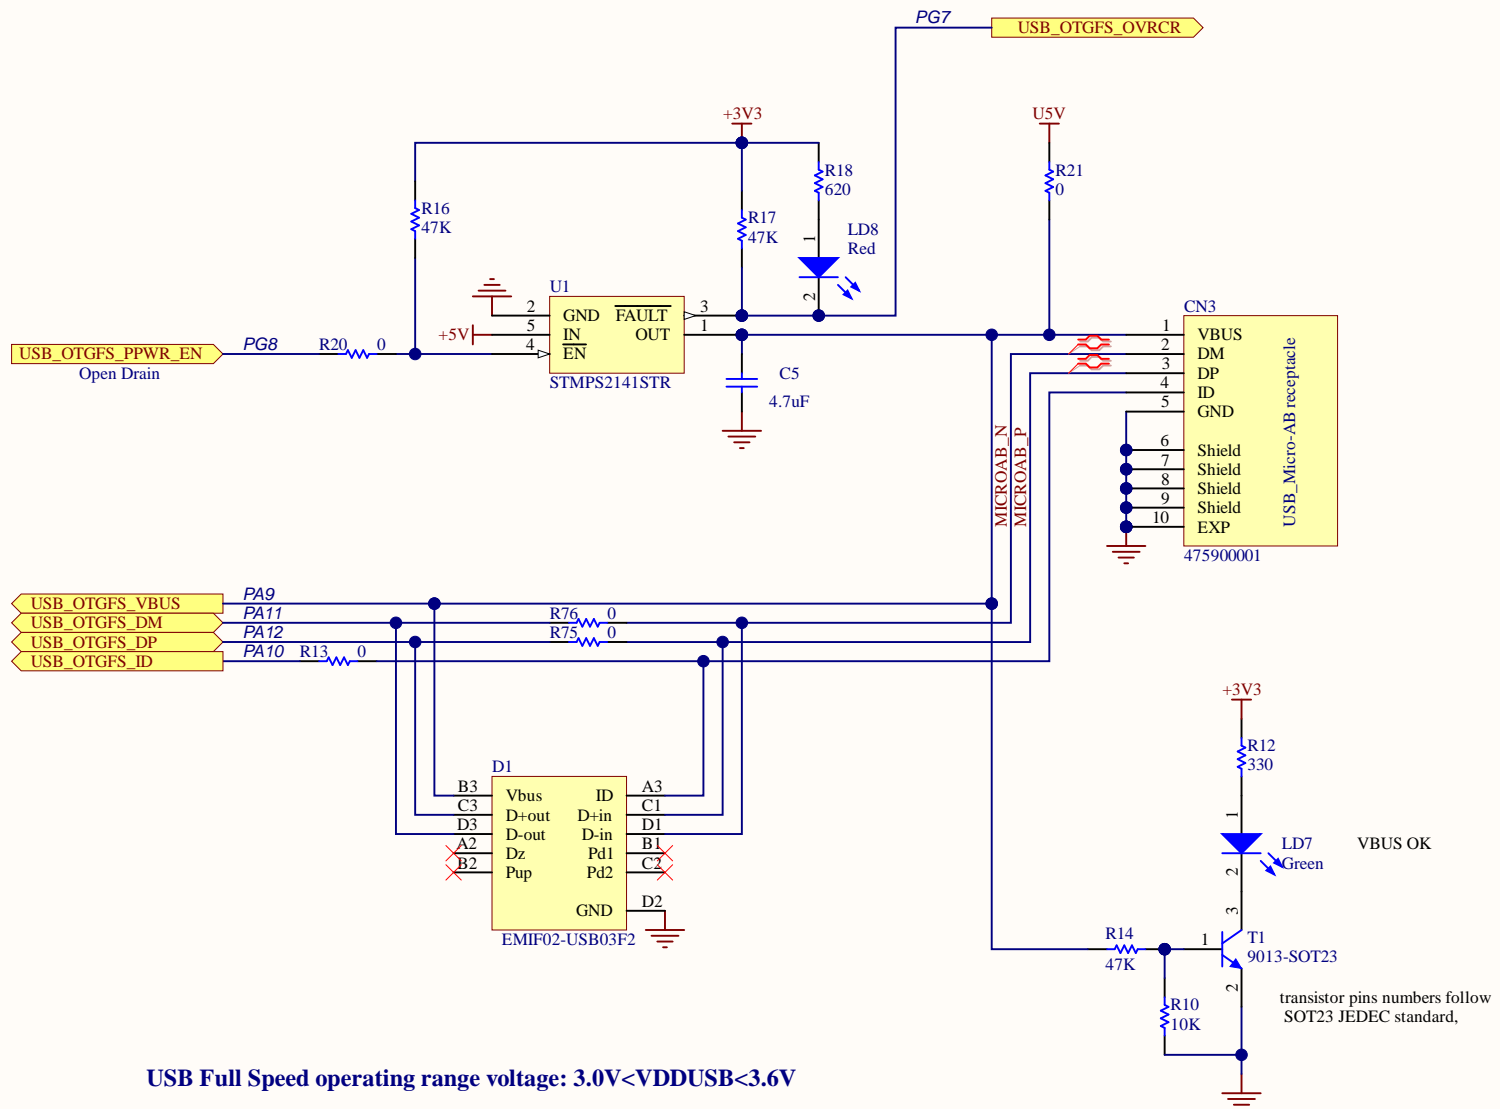 PG7
USB_OTGFS_OVRCR
+3V3
U5V
R18
620
R21
0
R16
47K
R17
47K
LD8
Red
1
2
U1
2
5
4
GND
IN
EN
FAULT
OUT
3
1
STMPS2141STR
+5V
USB_OTGFS_PPWR_EN
PG8
R20
0
Open Drain
C5
4.7uF
CN3
1
VBUS
2
DM
3
DP
4
ID
5
GND
6
Shield
7
Shield
8
Shield
9
Shield
10
EXP
USB_Micro-AB receptacle
475900001
MICROAB_N
MICROAB_P
USB_OTGFS_VBUS
PA9
USB_OTGFS_DM
PA11
R76
0
USB_OTGFS_DP
PA12
R75
0
USB_OTGFS_ID
PA10
R13
0
D1
B3
Vbus
ID
A3
C3
D+out
D+in
C1
D3
D-out
D-in
D1
A2
Dz
Pd1
B1
B2
Pup
Pd2
C2
GND
D2
EMIF02-USB03F2
+3V3
R12
330
1
LD7
Green
2
VBUS OK
3
R14
47K
1
T1
9013-SOT23
2
R10
10K
transistor pins numbers follow
SOT23 JEDEC standard,
USB Full Speed operating range voltage: 3.0V<VDDUSB<3.6V